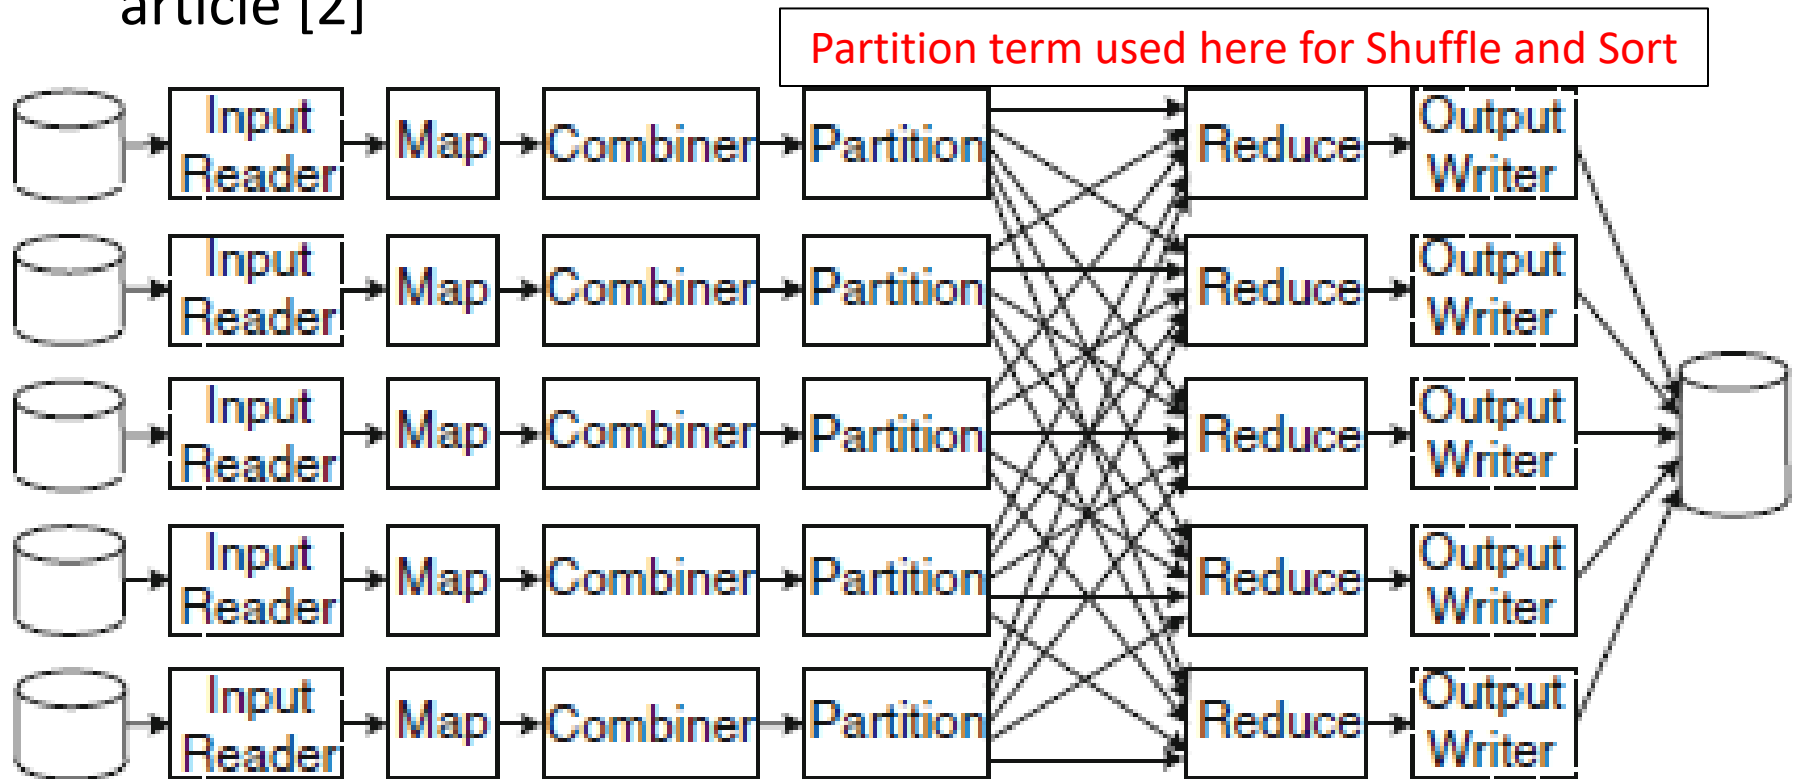 article [2]
Partition term used here for Shuffle and Sort
Input
Reader
Map
Combiner
Partition
Reduce
Output
Writer
Input
Reader
Map
Combiner
Partition
Reduce
Output
Writer
Input
Reader
Map
Combiner
Partition
Reduce
Output
Writer
Input
Reader
Map
Combiner
Partition
Reduce
Output
Writer
Input
Reader
Map
Combiner
Partition
Reduce
Output
Writer